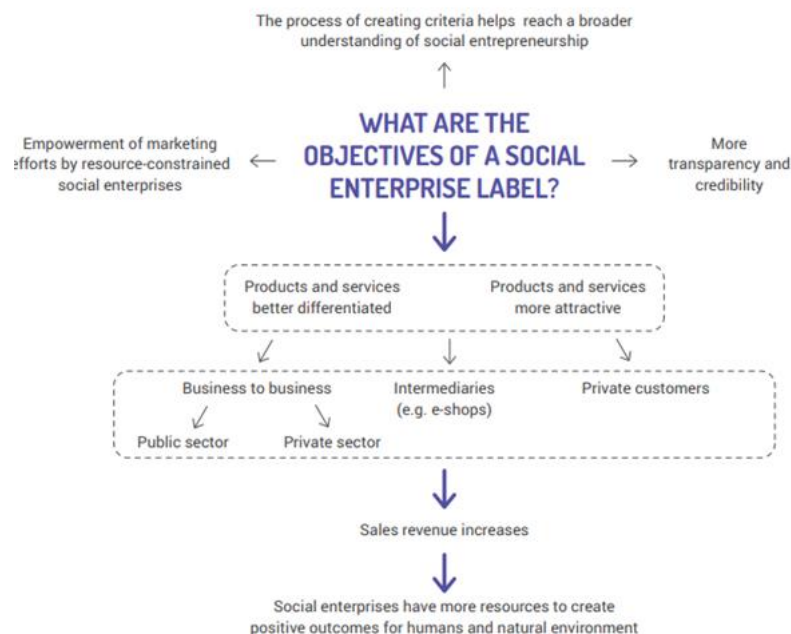 The process of creating criteria helps reach a broader
understanding of social entrepreneurship
WHAT ARE THE
OBJECTIVES OF A SOCIAL
ENTERPRISE LABEL?
Empowerment of marketing
efforts by resource-constrained
social enterprises
More
transparency and
credibility
Products and services
better differentiated
Products and services
more attractive
Business to business
Intermediaries
(e.g. e-shops)
Private customers
Public sector
Private sector
Sales revenue increases
Social enterprises have more resources to create
positive outcomes for humans and natural environment